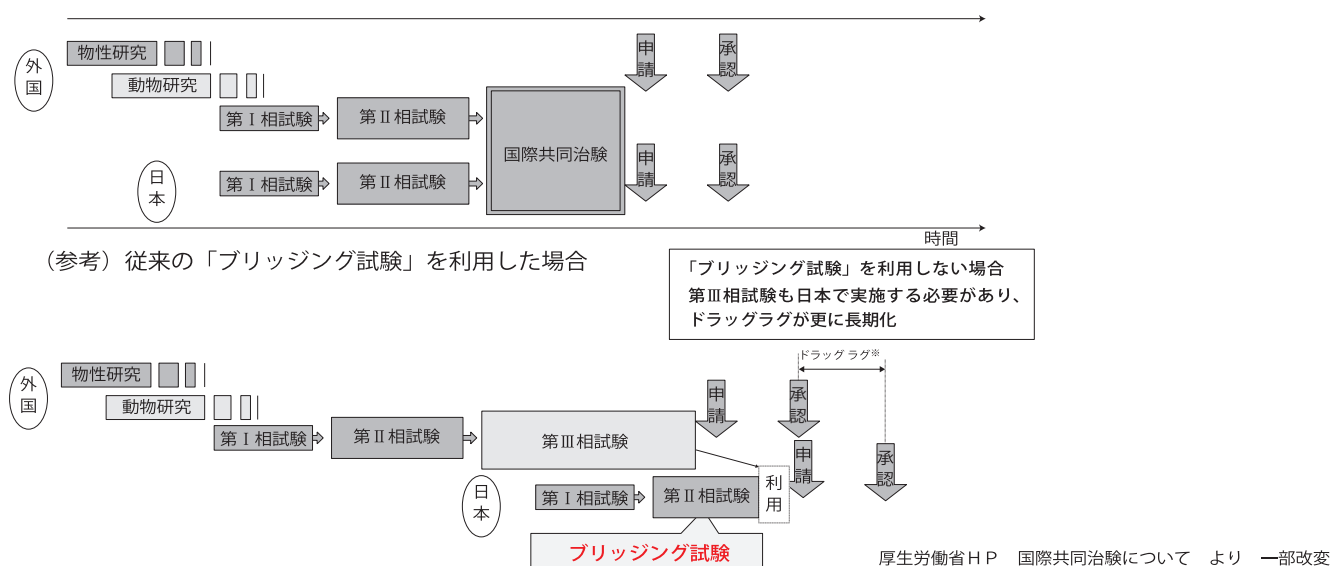 外国
物性研究
動物研究
第Ⅰ相試験
第Ⅱ相試験
国際共同治験
申請
承認
日本
第Ⅰ相試験
第Ⅱ相試験
申請
承認
時間
（参考）従来の「ブリッジング試験」を利用した場合
「ブリッジング試験」を利用しない場合
第Ⅲ相試験も日本で実施する必要があり、
ドラッグラグが更に長期化
ドラッグ ラグ※
外国
物性研究
動物研究
第Ⅰ相試験
第Ⅱ相試験
第Ⅲ相試験
申請
承認
日本
第Ⅰ相試験
第Ⅱ相試験
利用
申請
承認
ブリッジング試験
厚生労働省ＨＰ　国際共同治験について　より　一部改変